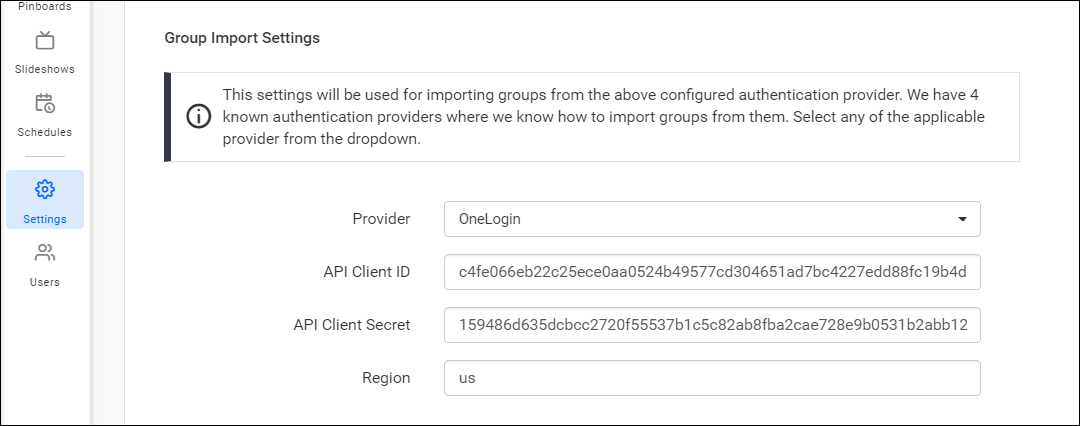 Pinboards
Slideshows
Schedules
Settings
Users
Group Import Settings
This settings will be used for importing groups from the above configured authentication provider. We have 4
known authentication providers where we know how to import groups from them. Select any of the applicable
provider from the dropdown.
Provider
OneLogin
API Client ID
c4fe066eb22c25ece0aa0524b49577cd304651ad7bc4227edd88fc19b4d
API Client Secret
159486d635dcbcc2720f55537b1c5c82ab8fba2cae728e9b0531b2abb12
Region
us